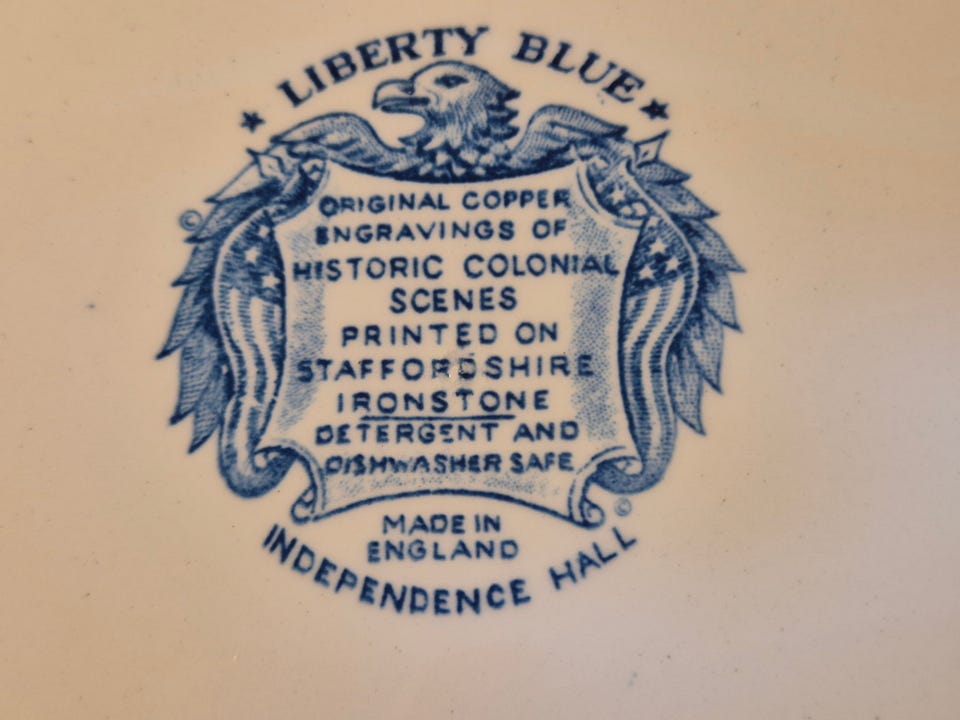 LIBERTY BLUE
©
ORIGINAL COPPER
ENGRAVINGS OF
HISTORIC COLONIAL
SCENES
PRINTED ON
STAFFORDSHIRE
IRONSTONE
DETERGENT AND
DISHWASHER SAFE
©
MADE IN
ENGLAND
INDEPENDENCE HALL